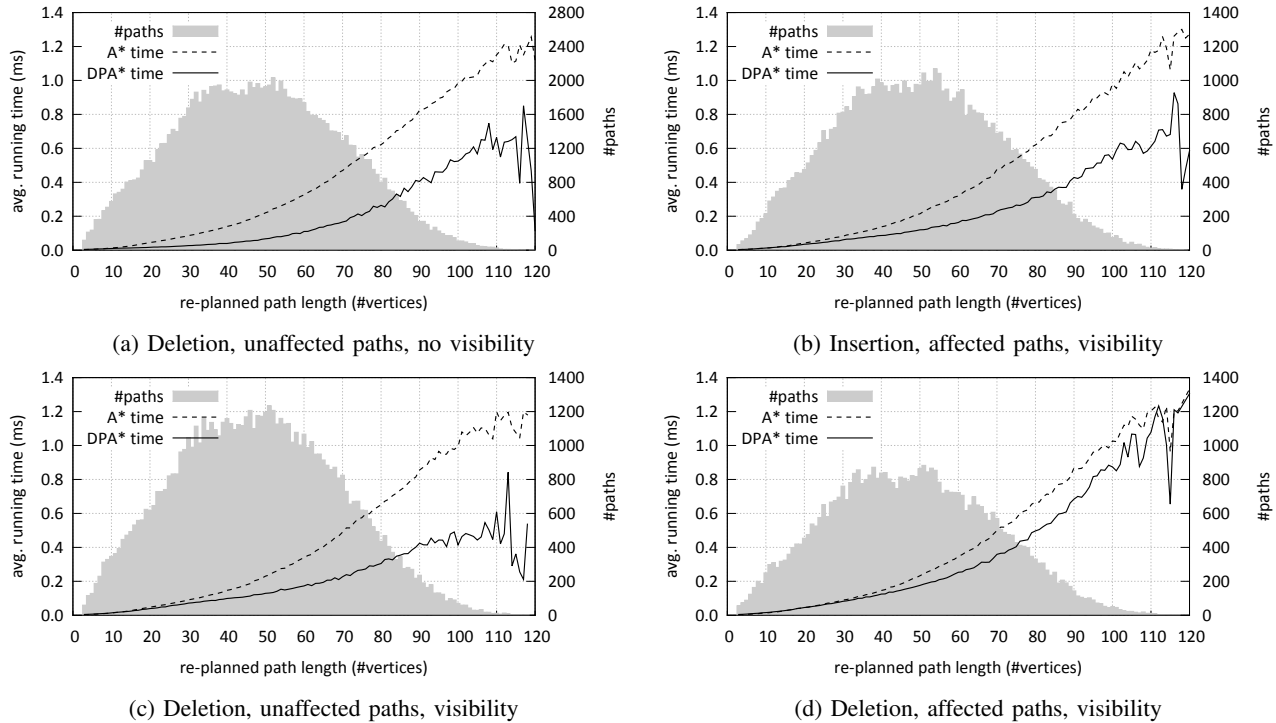 #paths
A* time
DPA* time
avg. running time (ms)
1.4
1.2
1.0
0.8
0.6
0.4
0.2
0.0
2800
2400
2000
1600
1200
800
400
0
#paths
0 10 20 30 40 50 60 70 80 90 100 110 120
re-planned path length (#vertices)
(a) Deletion, unaffected paths, no visibility
#paths
A* time
DPA* time
avg. running time (ms)
1.4
1.2
1.0
0.8
0.6
0.4
0.2
0.0
1400
1200
1000
800
600
400
200
0
#paths
0 10 20 30 40 50 60 70 80 90 100 110 120
re-planned path length (#vertices)
(b) Insertion, affected paths, visibility
#paths
A* time
DPA* time
avg. running time (ms)
1.4
1.2
1.0
0.8
0.6
0.4
0.2
0.0
1400
1200
1000
800
600
400
200
0
#paths
0 10 20 30 40 50 60 70 80 90 100 110 120
re-planned path length (#vertices)
(c) Deletion, unaffected paths, visibility
#paths
A* time
DPA* time
avg. running time (ms)
1.4
1.2
1.0
0.8
0.6
0.4
0.2
0.0
1400
1200
1000
800
600
400
200
0
#paths
0 10 20 30 40 50 60 70 80 90 100 110 120
re-planned path length (#vertices)
(d) Deletion, affected paths, visibility